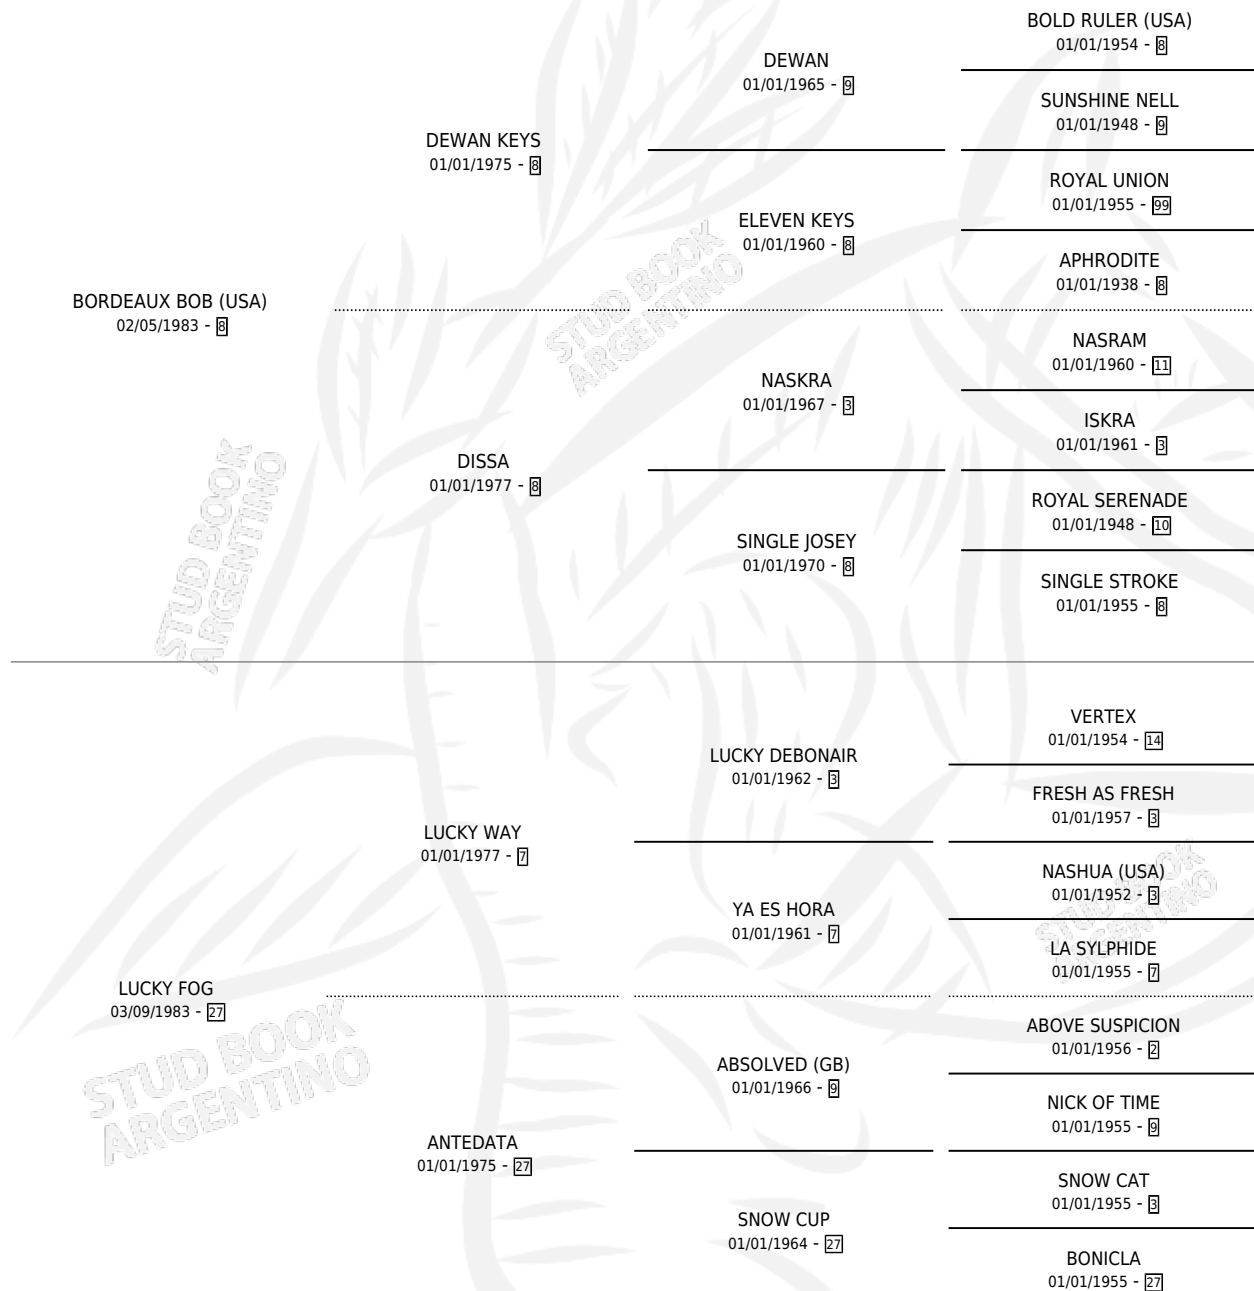 BOLD RULER (USA)
01/01/1954 - 8
DEWAN
01/01/1965 - 9
SUNSHINE NELL
01/01/1948 - 9
DEWAN KEYS
01/01/1975 - 8
ROYAL UNION
01/01/1955 - 99
ELEVEN KEYS
01/01/1960 - 8
APHRODITE
01/01/1938 - 8
BORDEAUX BOB (USA)
02/05/1983 - 8
STUD BOOK
ARGENTINO
NASRAM
01/01/1960 - 11
NASKRA
01/01/1967 - 3
ISKRA
01/01/1961 - 3
DISSA
01/01/1977 - 8
ROYAL SERENADE
01/01/1948 - 10
SINGLE JOSEY
01/01/1970 - 8
SINGLE STROKE
01/01/1955 - 8
STUD BOOK
ARGENTINO
VERTEX
01/01/1954 - 14
LUCKY DEBONAIR
01/01/1962 - 3
FRESH AS FRESH
01/01/1957 - 3
LUCKY WAY
01/01/1977 - 7
NASHUA (USA)
01/01/1952 - 3
YA ES HORA
01/01/1961 - 7
STUD BOOK
ARGENTINO
LA SYLPHIDE
01/01/1955 - 7
LUCKY FOG
03/09/1983 - 27
ABOVE SUSPICION
01/01/1956 - 2
ABSOLVED (GB)
01/01/1966 - 9
STUD BOOK
ARGENTINO
NICK OF TIME
01/01/1955 - 9
ANTEDATA
01/01/1975 - 27
SNOW CAT
01/01/1955 - 3
SNOW CUP
01/01/1964 - 27
BONICLA
01/01/1955 - 27